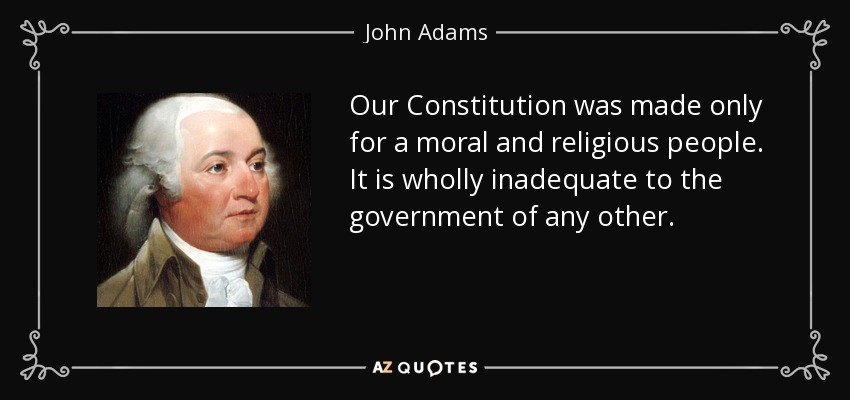 John Adams
Our Constitution was made only
for a moral and religious people.
It is wholly inadequate to the
government of any other.
AZ QUOTES